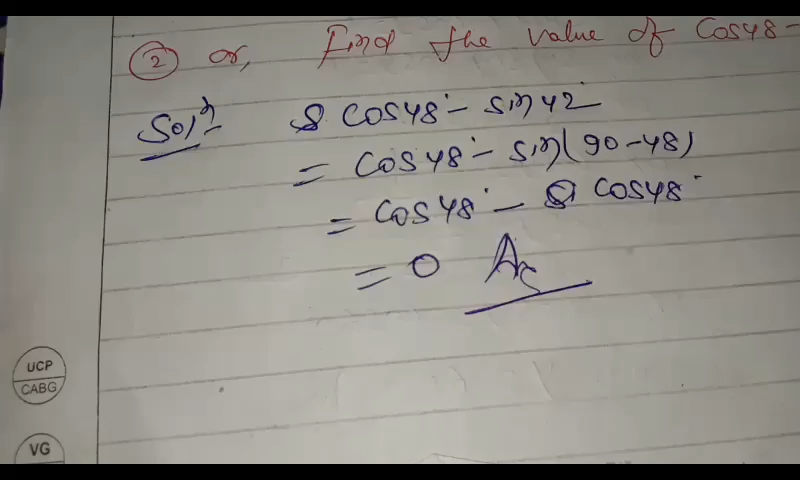 ② or, Find the value of Cos48 -
Solⁿ- Cos48° - sin42
= Cos48° - sin(90-48)
= Cos48° - Cos48°
= 0 As
UCP
CABG
VG